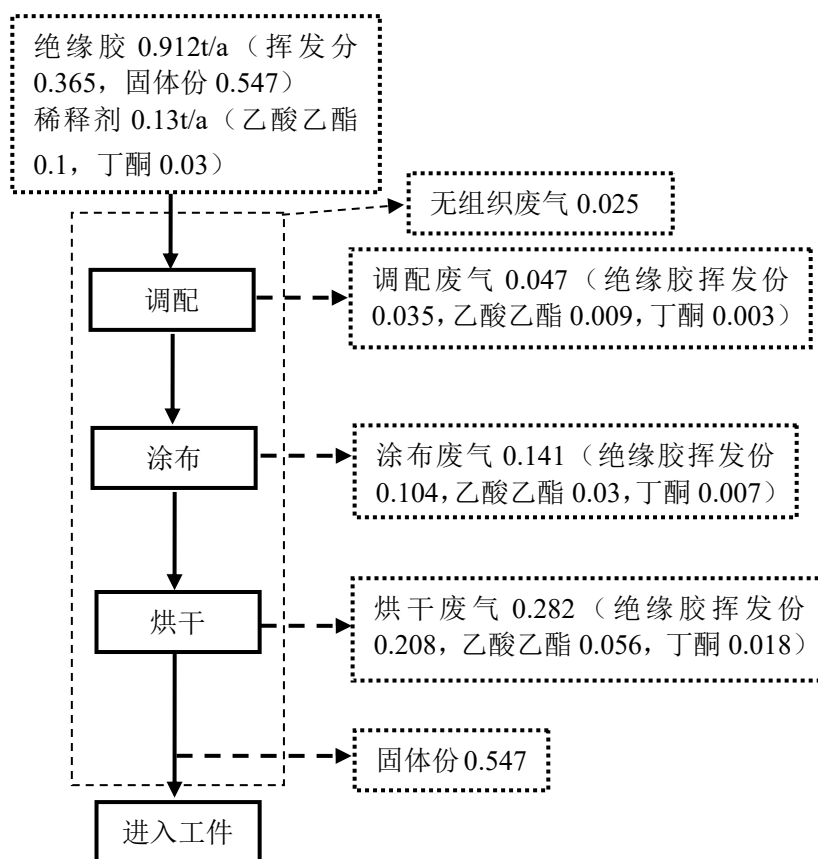 绝缘胶 0.912t/a（挥发分
0.365，固体份 0.547）
稀释剂 0.13t/a（乙酸乙酯
0.1，丁酮 0.03）
无组织废气 0.025
调配
调配废气 0.047（绝缘胶挥发份
0.035，乙酸乙酯 0.009，丁酮 0.003）
涂布
涂布废气 0.141（绝缘胶挥发份
0.104，乙酸乙酯 0.03，丁酮 0.007）
烘干
烘干废气 0.282（绝缘胶挥发份
0.208，乙酸乙酯 0.056，丁酮 0.018）
固体份 0.547
进入工件